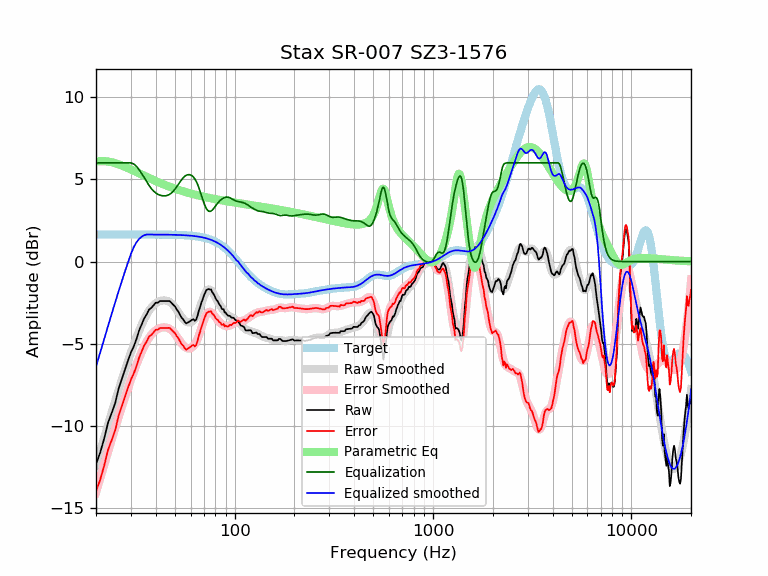 Stax SR-007 SZ3-1576
10
5
0
−5
−10
−15
Amplitude (dBr)
Target
Raw Smoothed
Error Smoothed
Raw
Error
Parametric Eq
Equalization
Equalized smoothed
100
1000
10000
Frequency (Hz)